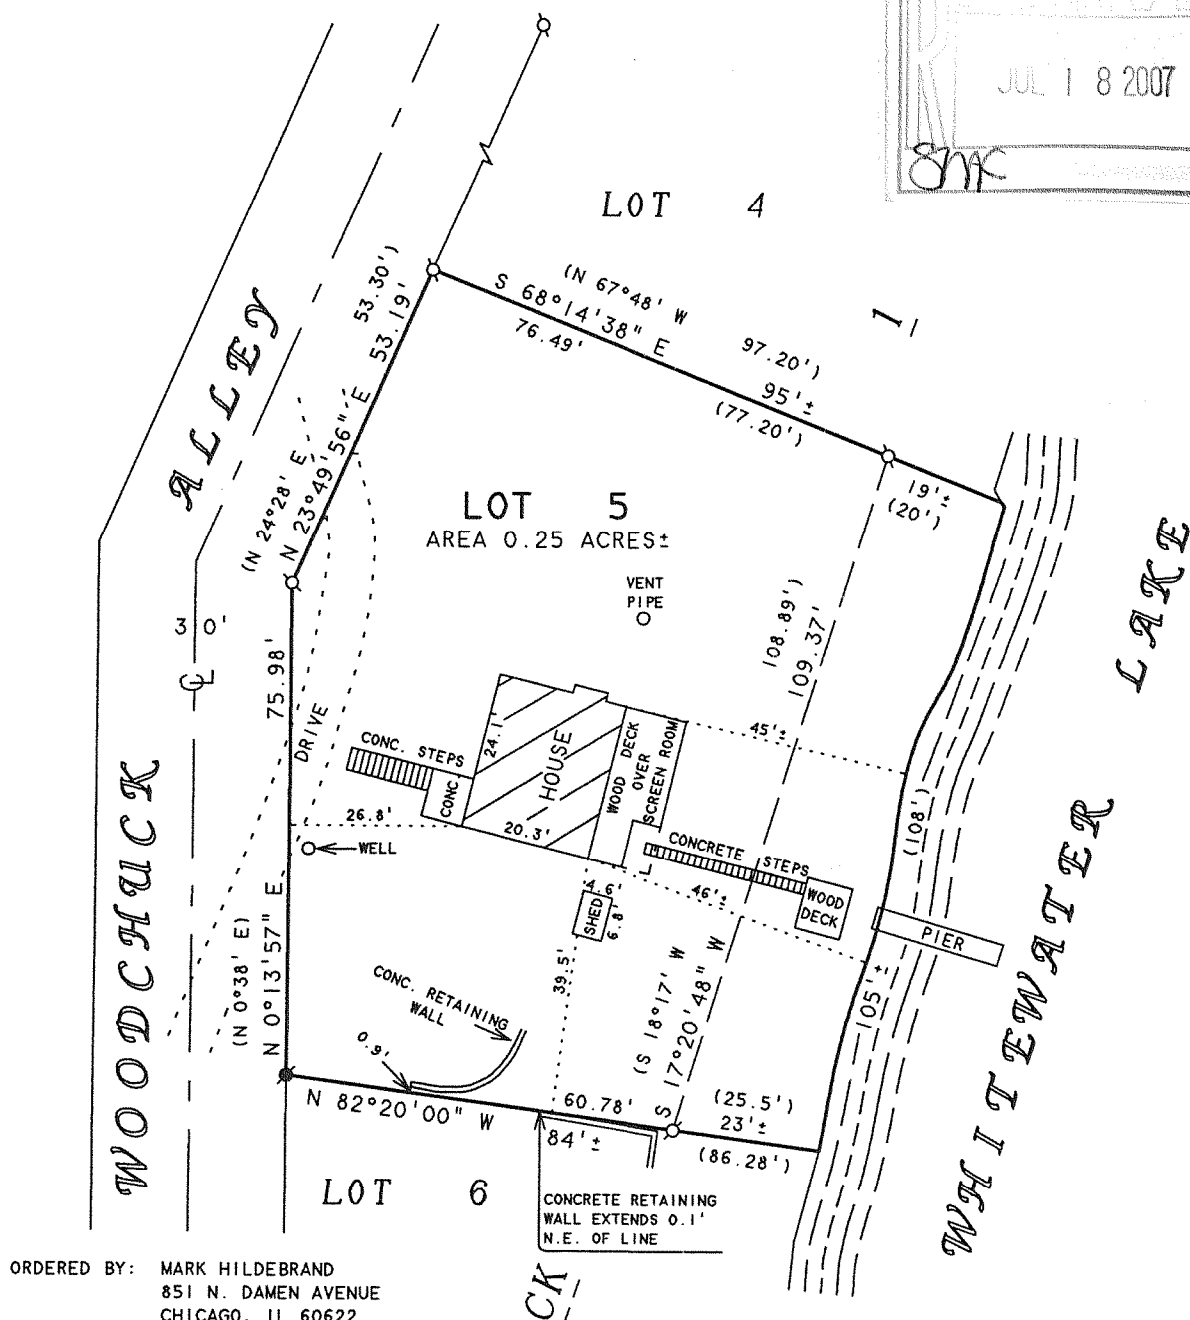 JUL 18 2007
LOT 4
(N 67°48' W
97.20')
S 68°14'38" E
95'±
76.49'
(77.20')
19'±
(20')
1
53.30')
53.19'
(N 24°28' E
N 23°49'56" E
WOODCHUCK ALLEY
LOT 5
AREA 0.25 ACRES±
VENT
PIPE
108.89')
109.37'
30'
CL
75.98'
DRIVE
CONC. STEPS
CONC
24.1'
HOUSE
20.3'
WOOD DECK
OVER
SCREEN ROOM
45'±
26.8'
WELL
CONCRETE STEPS
WOOD
DECK
46'±
4.6'
SHED
6.8'
39.5'
(108')
105'±
PIER
WHITEWATER LAKE
(N 0°38' E)
N 0°13'57" E
CONC. RETAINING
WALL
0.9'
(S 18°17' W
S 17°20'48" W
N 82°20'00" W
60.78'
84'±
(25.5')
23'±
(86.28')
LOT 6
CONCRETE RETAINING
WALL EXTENDS 0.1'
N.E. OF LINE
CK
ORDERED BY: MARK HILDEBRAND
851 N. DAMEN AVENUE
CHICAGO, IL 60622